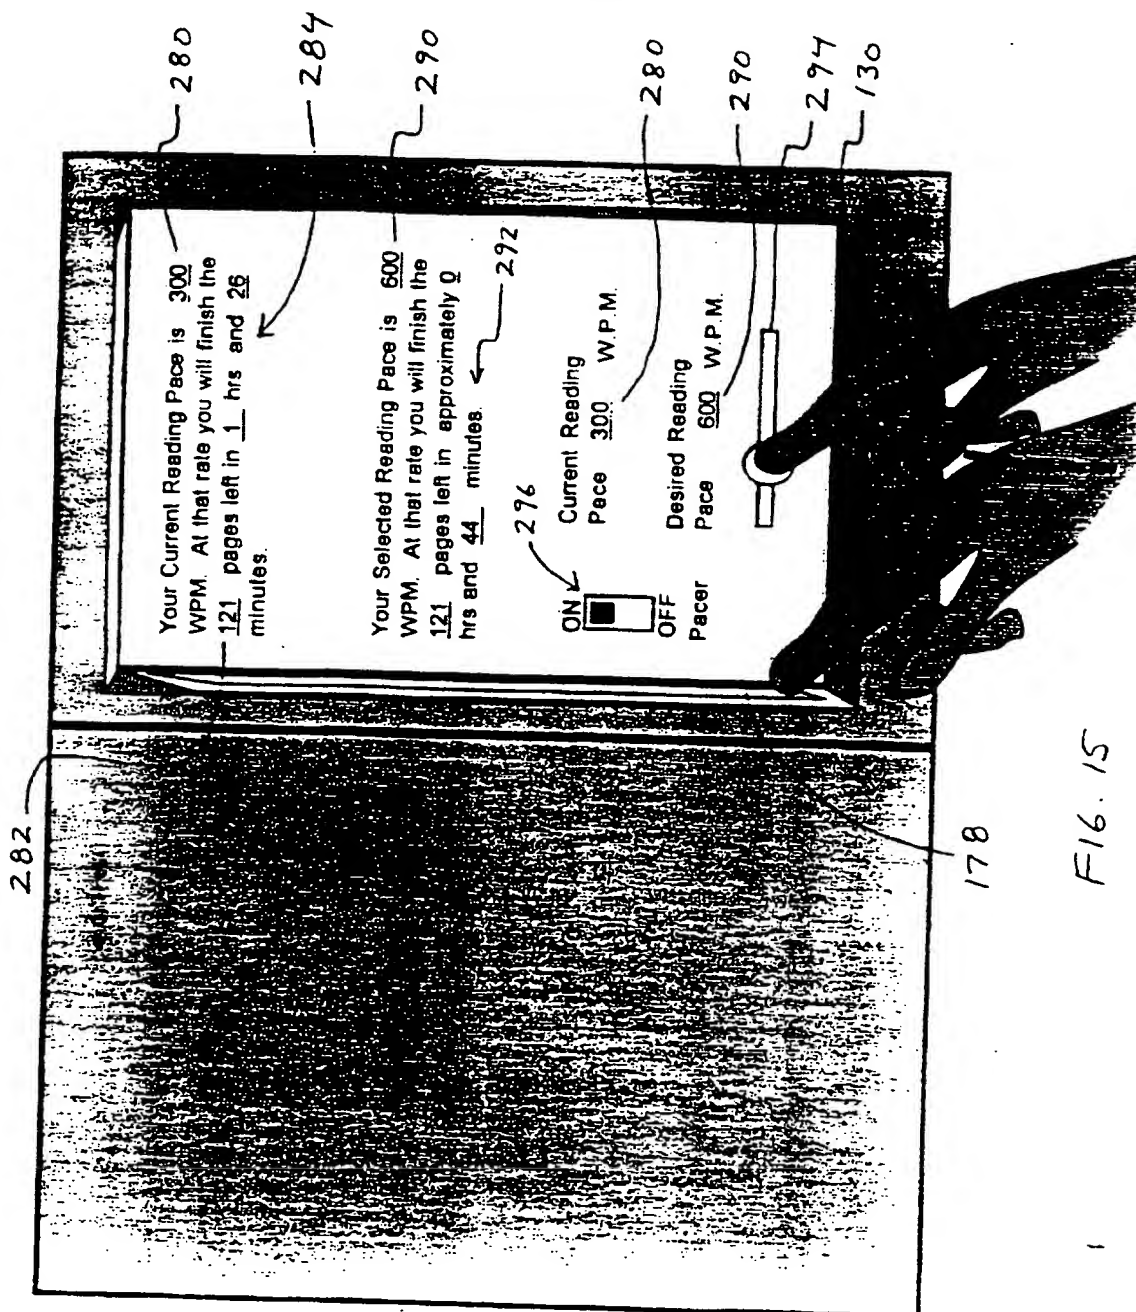 282
Your Current Reading Pace is 300
WPM. At that rate you will finish the
121 pages left in 1 hrs and 26
minutes.
280
284
Your Selected Reading Pace is 600
WPM. At that rate you will finish the
121 pages left in approximately 0
hrs and 44 minutes.
290
292
296
ON
OFF
Pacer
Current Reading
Pace 300 W.P.M.
280
Desired Reading
Pace 600 W.P.M.
290
294
130
178
FIG. 15